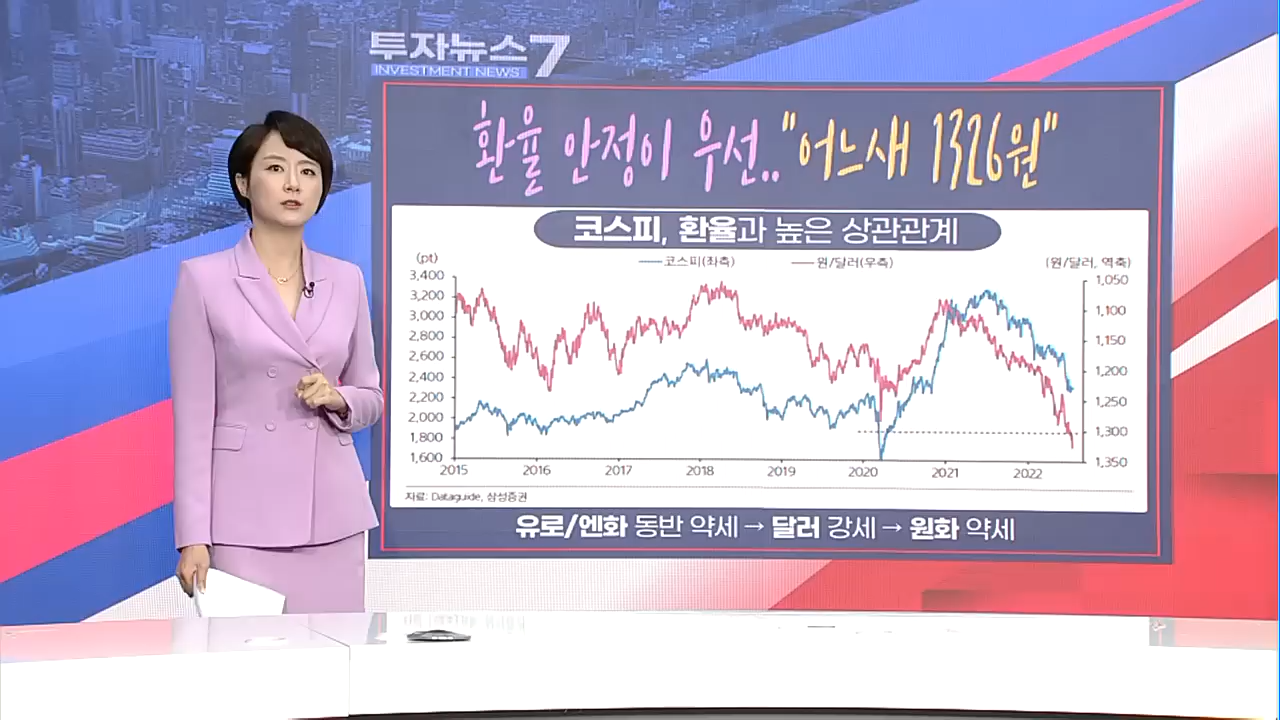 투자뉴스7
INVESTMENT NEWS
환율 안정이 우선.."어느새 1326원"
코스피, 환율과 높은 상관관계
(pt) 코스피(좌측) 원/달러(우측) (원/달러, 역축)
3,400 1,050
3,200 1,100
3,000
2,800 1,150
2,600
2,400 1,200
2,200 1,250
2,000
1,800 1,300
1,600 1,350
2015 2016 2017 2018 2019 2020 2021 2022
자료: Dataguide, 삼성증권
유로/엔화 동반 약세 → 달러 강세 → 원화 약세